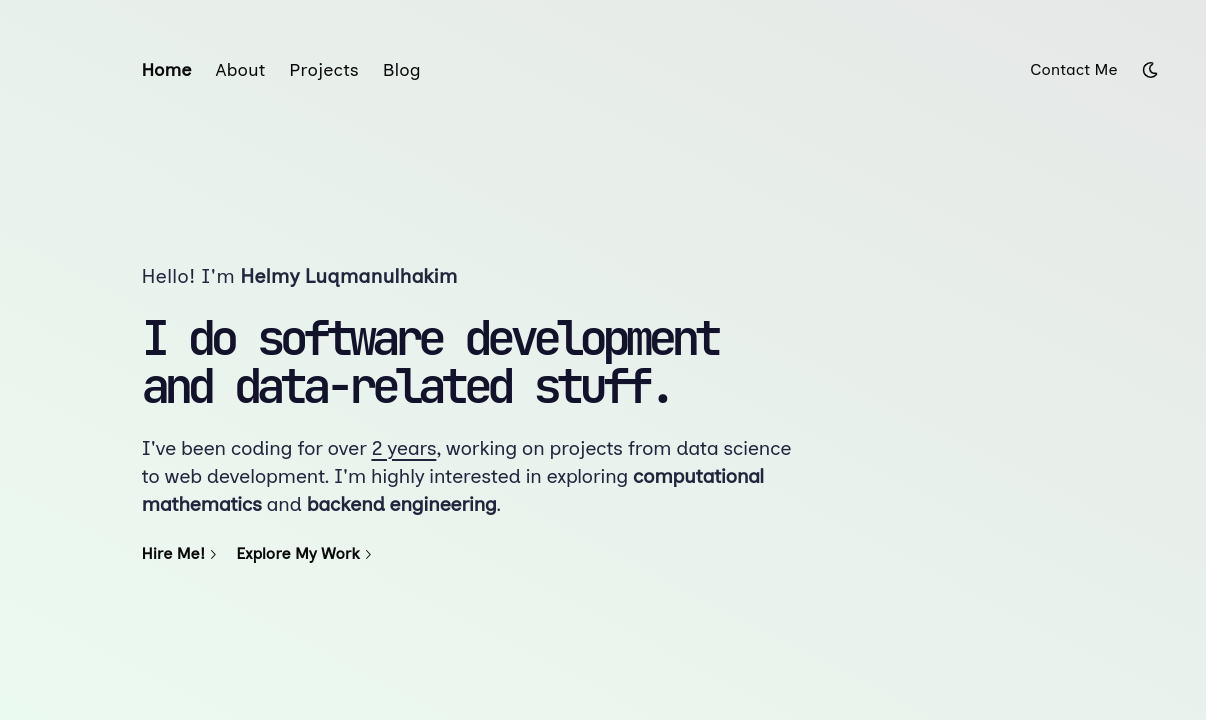 Home About Projects Blog Contact Me
Hello! I'm Helmy Luqmanulhakim
I do software development
and data-related stuff.
I've been coding for over 2 years, working on projects from data science
to web development. I'm highly interested in exploring computational
mathematics and backend engineering.
Hire Me! Explore My Work